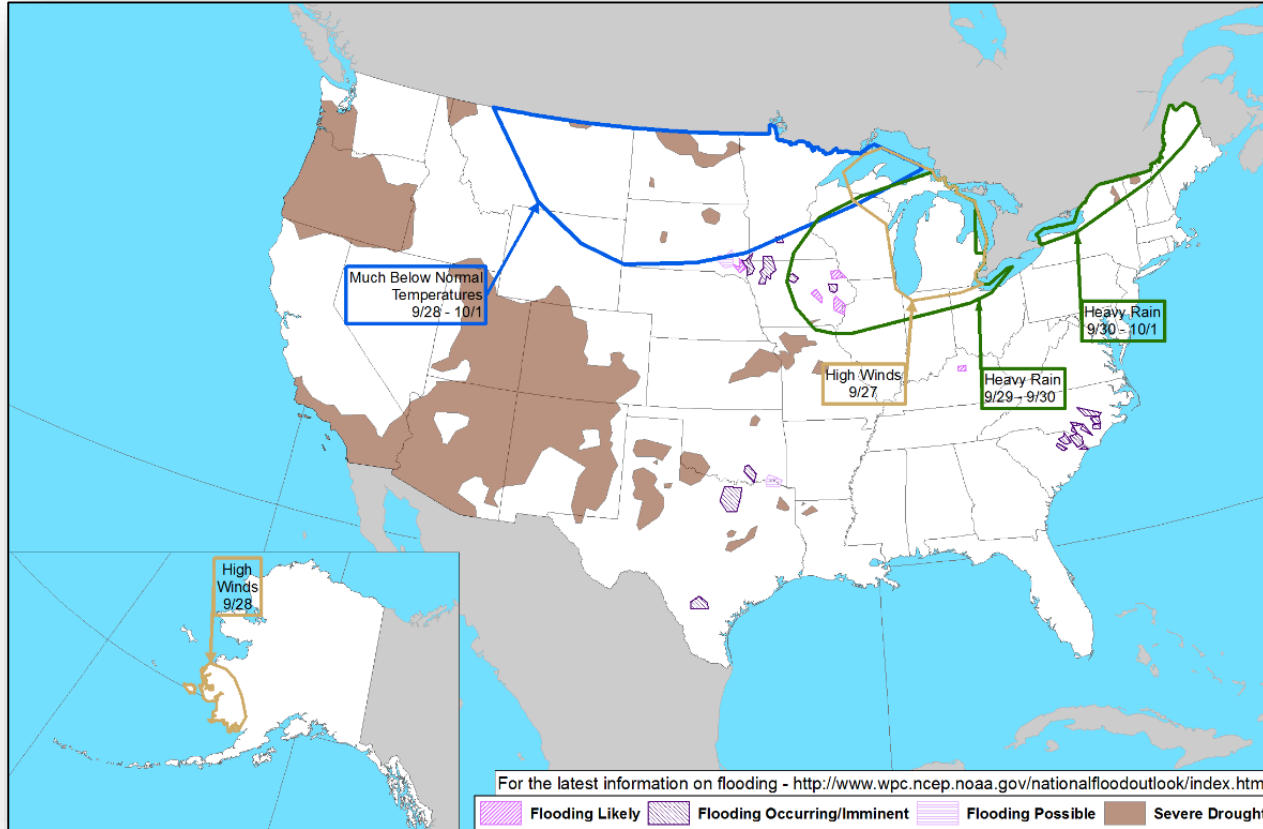 Much Below Normal
Temperatures
9/28 - 10/1
High Winds
9/27
Heavy Rain
9/29 - 9/30
Heavy Rain
9/30 - 10/1
High
Winds
9/28
For the latest information on flooding - http://www.wpc.ncep.noaa.gov/nationalfloodoutlook/index.htm
Flooding Likely Flooding Occurring/Imminent Flooding Possible Severe Drought